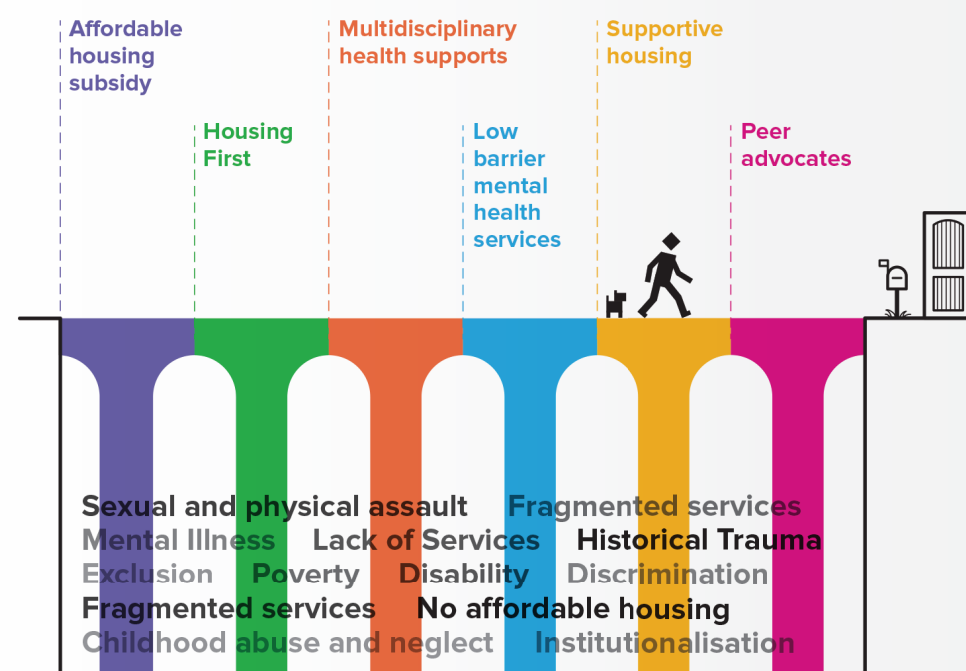 Affordable
housing
subsidy
Multidisciplinary
health supports
Supportive
housing
Housing
First
Low
barrier
mental
health
services
Peer
advocates
Sexual and physical assault Fragmented services
Mental Illness Lack of Services Historical Trauma
Exclusion Poverty Disability Discrimination
Fragmented services No affordable housing
Childhood abuse and neglect Institutionalisation